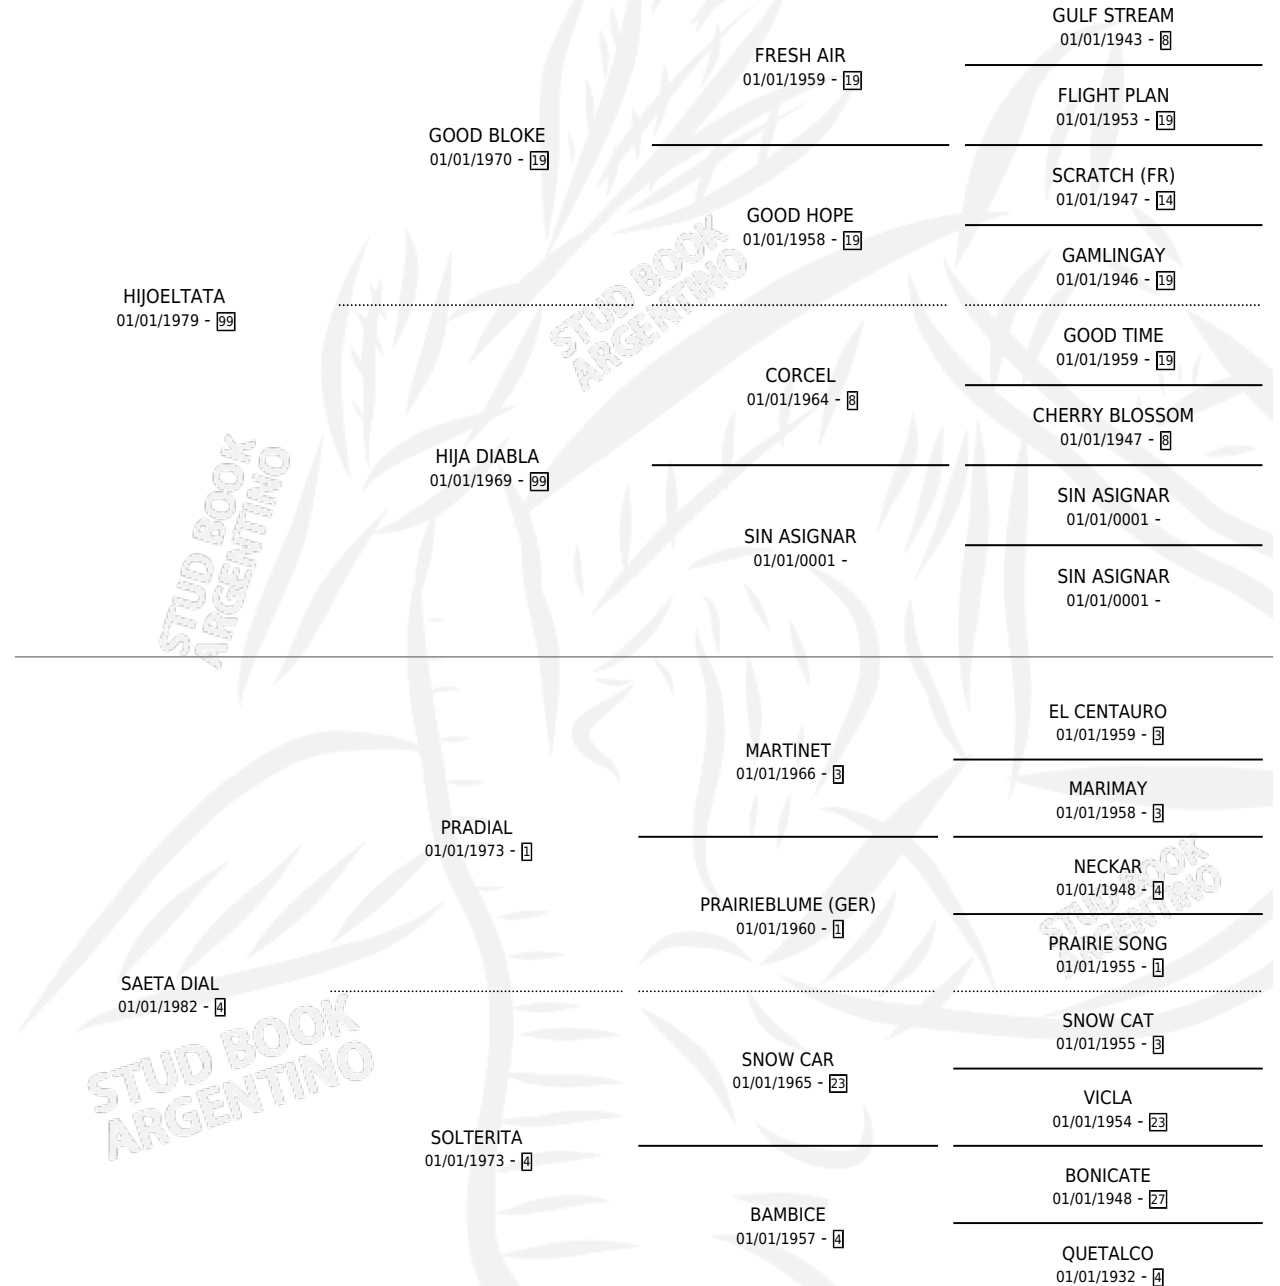 GULF STREAM
01/01/1943 - 8
FRESH AIR
01/01/1959 - 19
FLIGHT PLAN
01/01/1953 - 19
GOOD BLOKE
01/01/1970 - 19
SCRATCH (FR)
01/01/1947 - 14
GOOD HOPE
01/01/1958 - 19
GAMLINGAY
01/01/1946 - 19
HIJOELTATA
01/01/1979 - 99
STUD BOOK
ARGENTINO
GOOD TIME
01/01/1959 - 19
CORCEL
01/01/1964 - 8
CHERRY BLOSSOM
01/01/1947 - 8
HIJA DIABLA
01/01/1969 - 99
STUD BOOK
ARGENTINO
SIN ASIGNAR
01/01/0001 -
SIN ASIGNAR
01/01/0001 -
SIN ASIGNAR
01/01/0001 -
EL CENTAURO
01/01/1959 - 3
MARTINET
01/01/1966 - 3
MARIMAY
01/01/1958 - 3
PRADIAL
01/01/1973 - 1
NECKAR
01/01/1948 - 4
STUD BOOK
ARGENTINO
PRAIRIEBLUME (GER)
01/01/1960 - 1
PRAIRIE SONG
01/01/1955 - 1
SAETA DIAL
01/01/1982 - 4
STUD BOOK
ARGENTINO
SNOW CAT
01/01/1955 - 3
SNOW CAR
01/01/1965 - 23
VICLA
01/01/1954 - 23
SOLTERITA
01/01/1973 - 4
BONICATE
01/01/1948 - 27
BAMBICE
01/01/1957 - 4
QUETALCO
01/01/1932 - 4